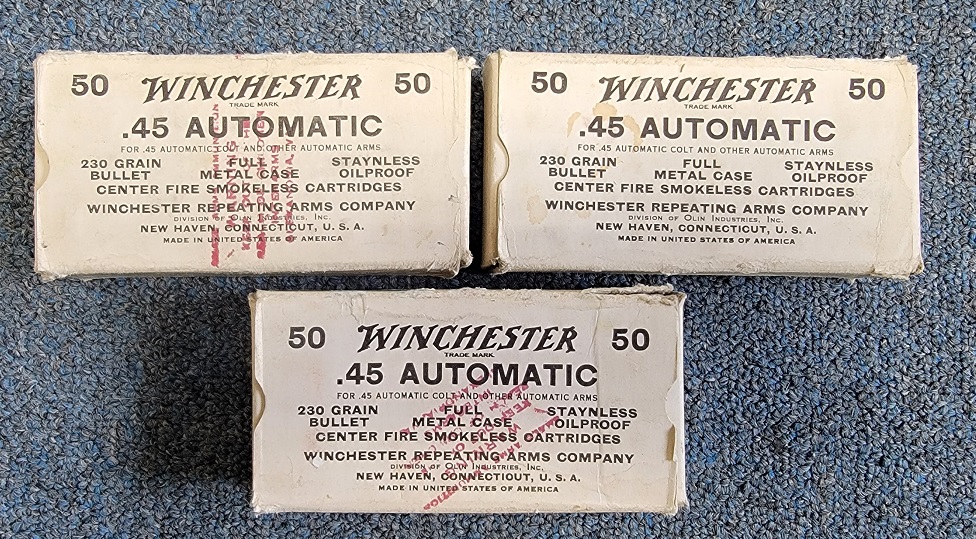 50 WINCHESTER 50
TRADE MARK
.45 AUTOMATIC
FOR .45 AUTOMATIC COLT AND OTHER AUTOMATIC ARMS
230 GRAIN FULL STAYNLESS
BULLET METAL CASE OILPROOF
CENTER FIRE SMOKELESS CARTRIDGES
WINCHESTER REPEATING ARMS COMPANY
DIVISION OF OLIN INDUSTRIES, INC.
NEW HAVEN, CONNECTICUT, U. S. A.
MADE IN UNITED STATES OF AMERICA
50 WINCHESTER 50
TRADE MARK
.45 AUTOMATIC
FOR .45 AUTOMATIC COLT AND OTHER AUTOMATIC ARMS
230 GRAIN FULL STAYNLESS
BULLET METAL CASE OILPROOF
CENTER FIRE SMOKELESS CARTRIDGES
WINCHESTER REPEATING ARMS COMPANY
DIVISION OF OLIN INDUSTRIES, INC.
NEW HAVEN, CONNECTICUT, U. S. A.
MADE IN UNITED STATES OF AMERICA
50 WINCHESTER 50
TRADE MARK
.45 AUTOMATIC
FOR .45 AUTOMATIC COLT AND OTHER AUTOMATIC ARMS
230 GRAIN FULL STAYNLESS
BULLET METAL CASE OILPROOF
CENTER FIRE SMOKELESS CARTRIDGES
WINCHESTER REPEATING ARMS COMPANY
DIVISION OF OLIN INDUSTRIES, INC.
NEW HAVEN, CONNECTICUT, U. S. A.
MADE IN UNITED STATES OF AMERICA